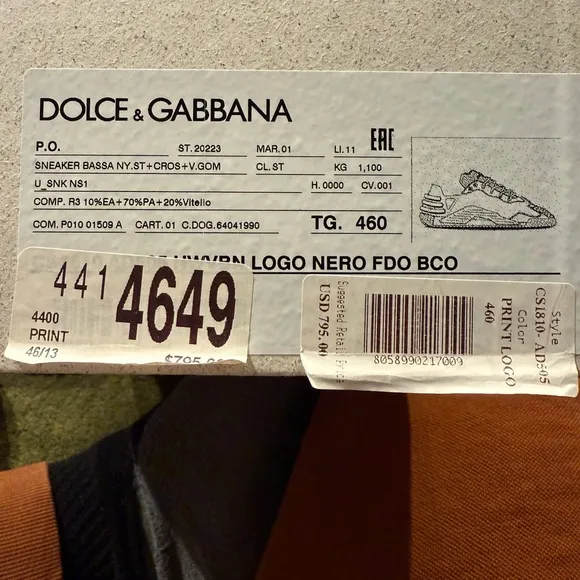 DOLCE & GABBANA
P.O. ST. 20223 MAR. 01 LI. 11 EAC
SNEAKER BASSA NY.ST+CROS+V.GOM CL. ST KG 1,100
U_SNK NS1 H. 0000 CV. 001
COMP. R3 10%EA+70%PA+20%Vitello
COM. P010 01509 A CART. 01 C.DOG. 64041990 TG. 460
HWVRN LOGO NERO FDO BCO
441 4649
4400
PRINT
46/13
$795.00
Suggested Retail Price
USD 795.00
8058990217009
460
PRINT LOGO
Color
CS1810- AD505
Style